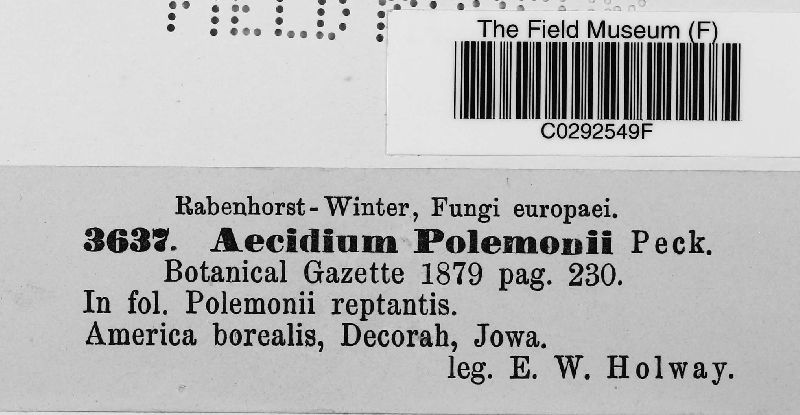 FIELD
The Field Museum (F)
C0292549F
Rabenhorst-Winter, Fungi europaei.
3637. Aecidium Polemonii Peck.
Botanical Gazette 1879 pag. 230.
In fol. Polemonii reptantis.
America borealis, Decorah, Jowa.
leg. E. W. Holway.